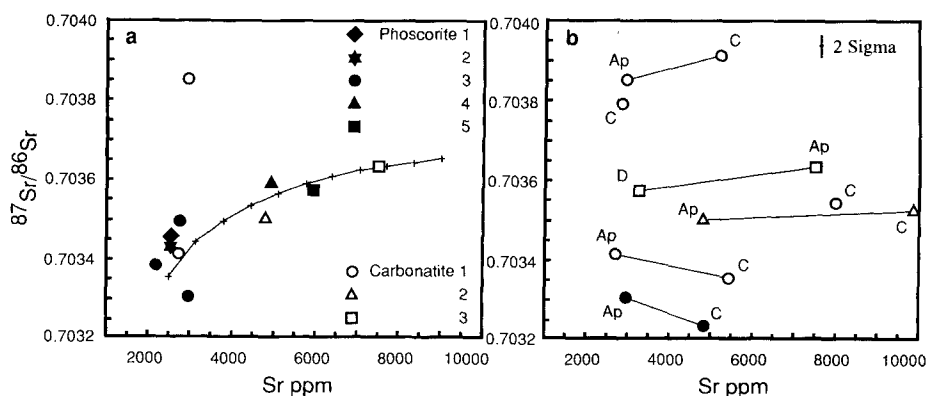 a
Phoscorite 1
2
3
4
5
Carbonatite 1
2
3
0.7040
0.7038
0.7036
0.7034
0.7032
87Sr/86Sr
2000 4000 6000 8000 10000
Sr ppm
b
2 Sigma
Ap C
C
Ap
D
C
Ap
C
Ap
C
Ap
C
0.7040
0.7038
0.7036
0.7034
0.7032
2000 4000 6000 8000 10000
Sr ppm